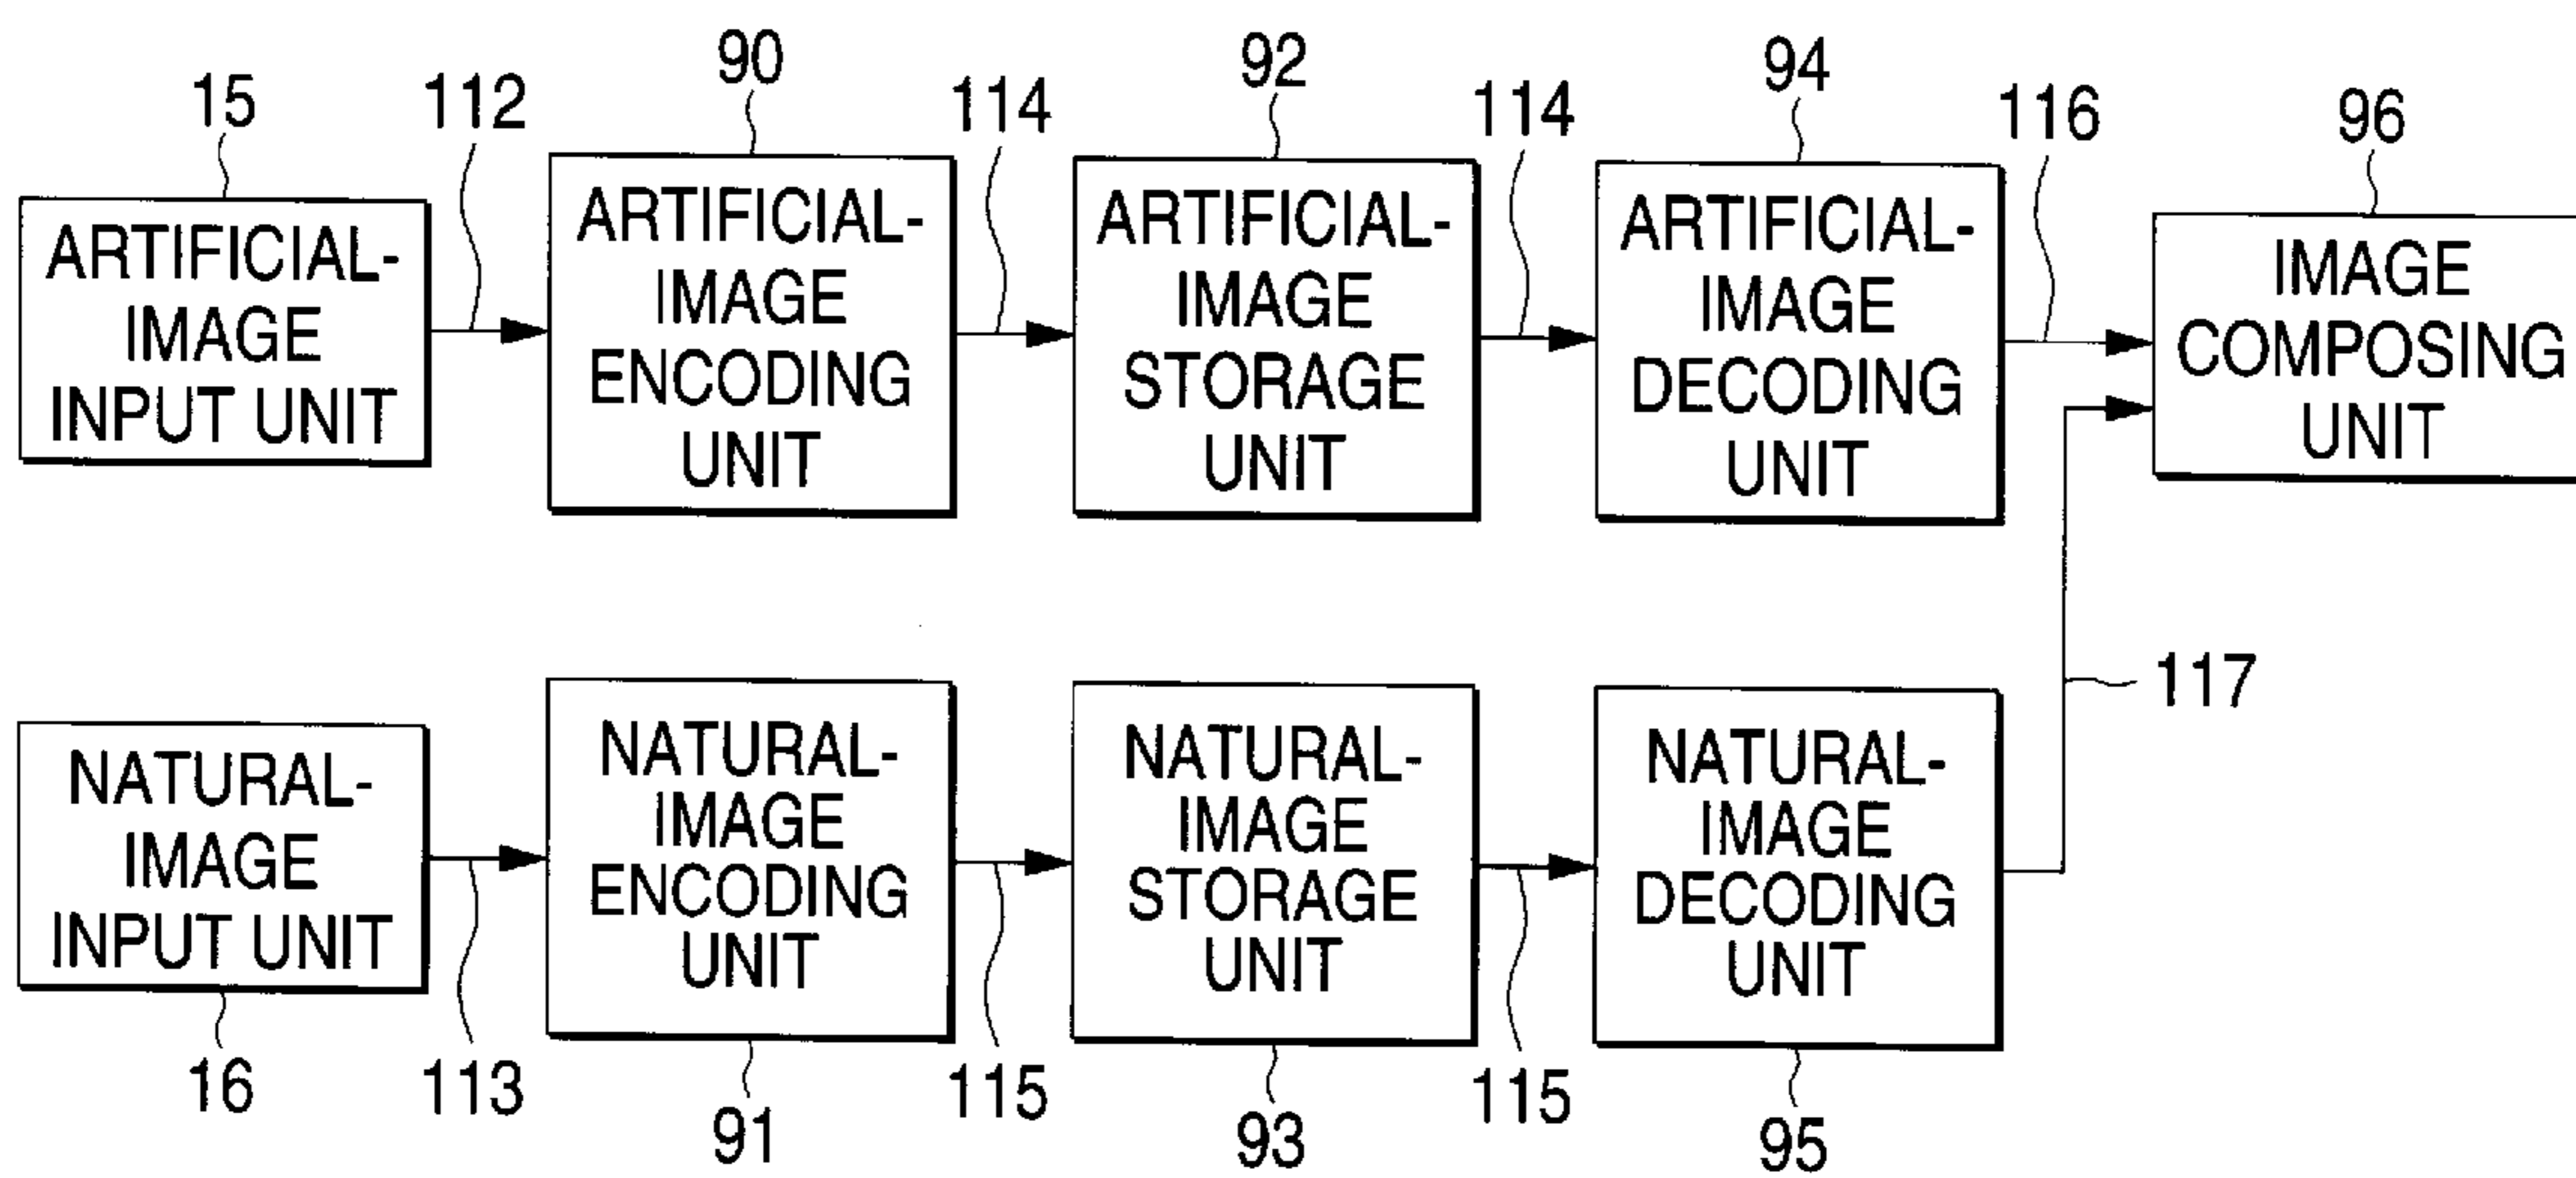 90
92
94
15
112
114
114
116
96
ARTIFICIAL-
IMAGE
INPUT UNIT
ARTIFICIAL-
IMAGE
ENCODING
UNIT
ARTIFICIAL-
IMAGE
STORAGE
UNIT
ARTIFICIAL-
IMAGE
DECODING
UNIT
IMAGE
COMPOSING
UNIT
117
NATURAL-
IMAGE
INPUT UNIT
NATURAL-
IMAGE
ENCODING
UNIT
NATURAL-
IMAGE
STORAGE
UNIT
NATURAL-
IMAGE
DECODING
UNIT
16
113
115
115
91
93
95